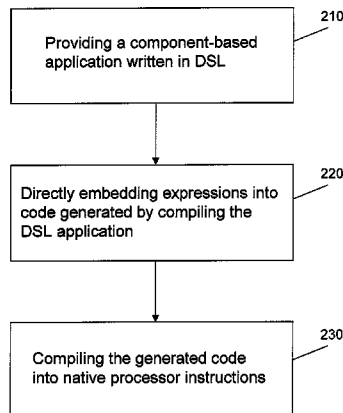 210
Providing a component-based
application written in DSL
220
Directly embedding expressions into
code generated by compiling the
DSL application
230
Compiling the generated code
into native processor instructions